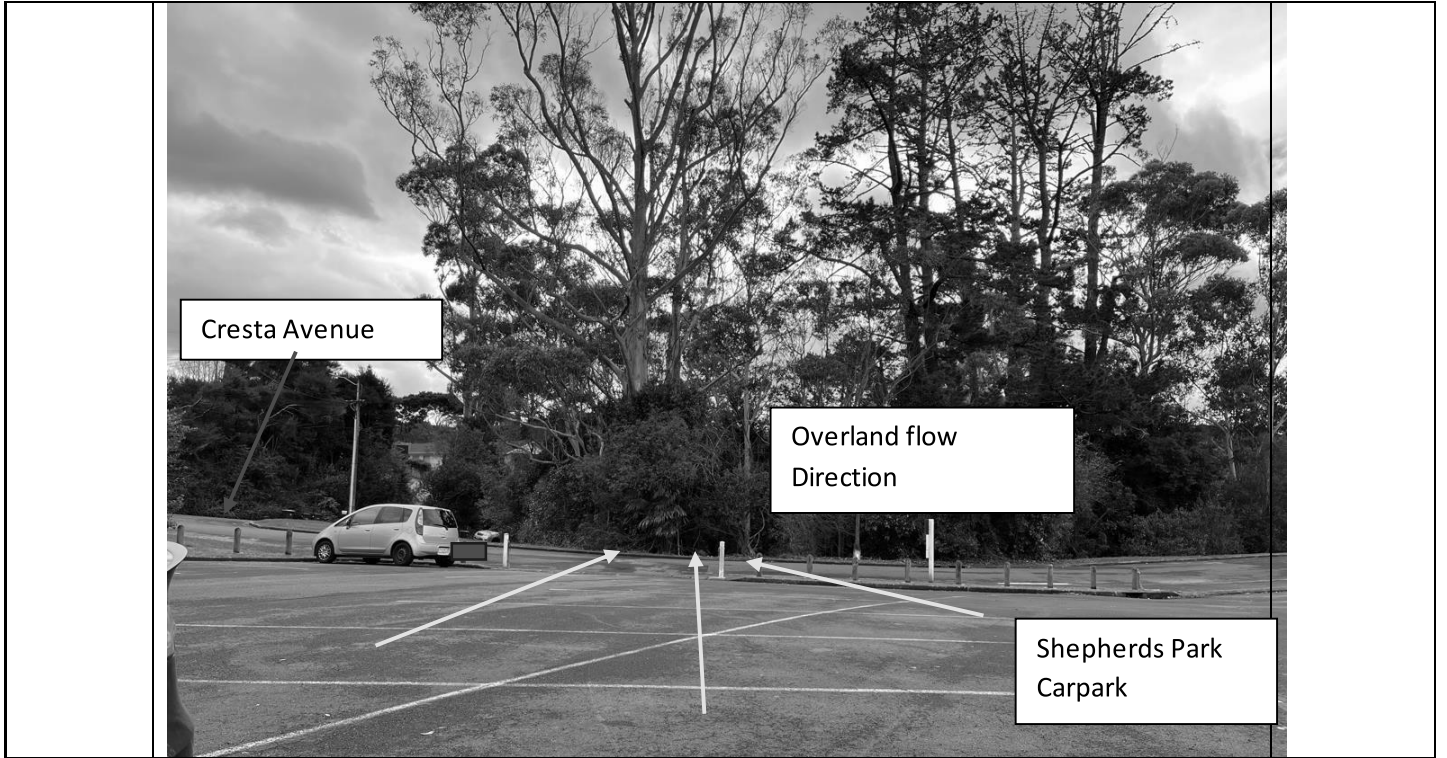 Cresta Avenue
Overland flow
Direction
Shepherds Park
Carpark